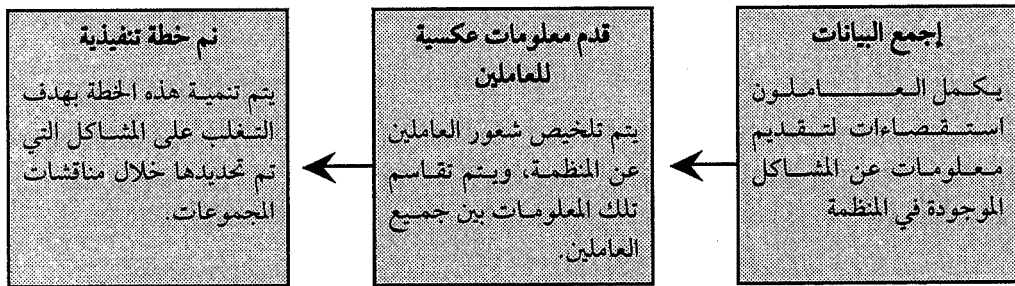 إجمع البيانات
يكمل العاملون
استقصاءات لتقديم
معلومات عن المشاكل
الموجودة في المنظمة
قدم معلومات عكسية
للعاملين
يتم تلخيص شعور العاملين
عن المنظمة، ويتم تقاسم
تلك المعلومات بين جميع
العاملين.
نم خطة تنفيذية
يتم تنمية هذه الخطة بهدف
التغلب على المشاكل التي
تم تحديدها خلال مناقشات
المجموعات.